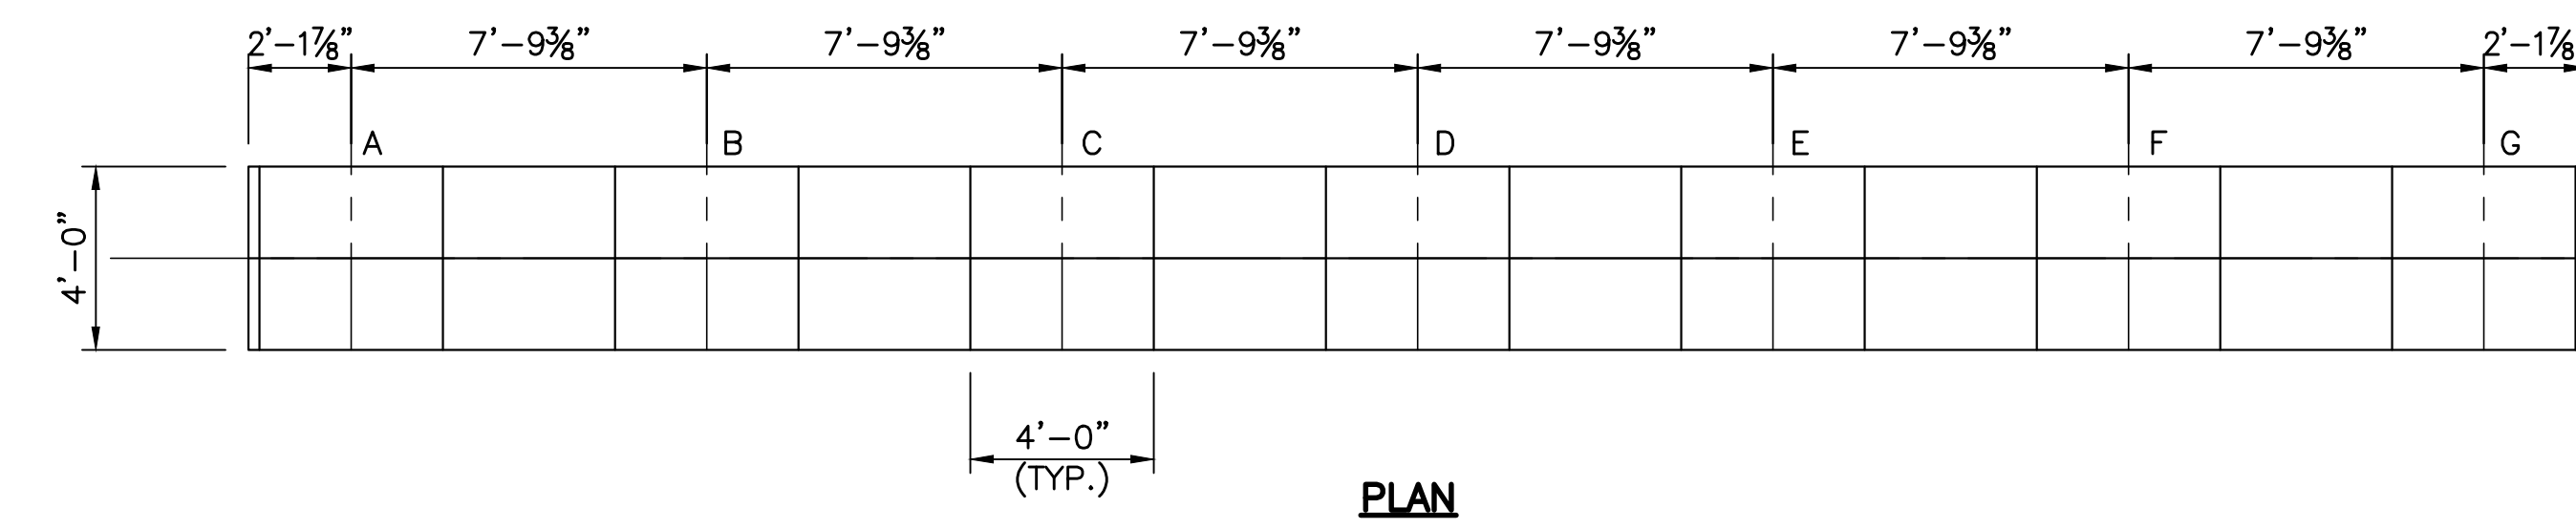 2'-1⅞" 7'-9⅜" 7'-9⅜" 7'-9⅜" 7'-9⅜" 7'-9⅜" 7'-9⅜" 2'-1⅞
A B C D E F G
4'-0"
4'-0"
(TYP.)
PLAN